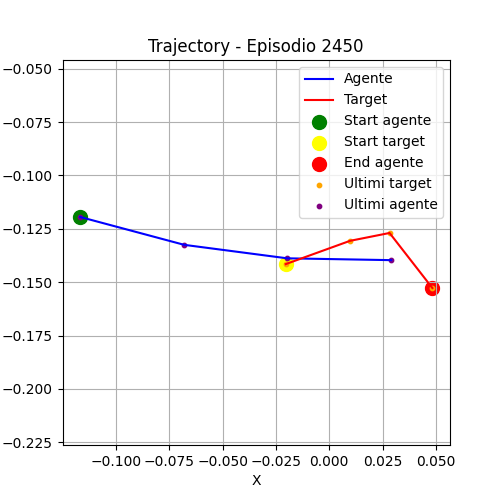 Trajectory - Episodio 2450
Agente
Target
Start agente
Start target
End agente
Ultimi target
Ultimi agente
−0.050
−0.075
−0.100
−0.125
−0.150
−0.175
−0.200
−0.225
−0.100
−0.075
−0.050
−0.025
0.000
0.025
0.050
X